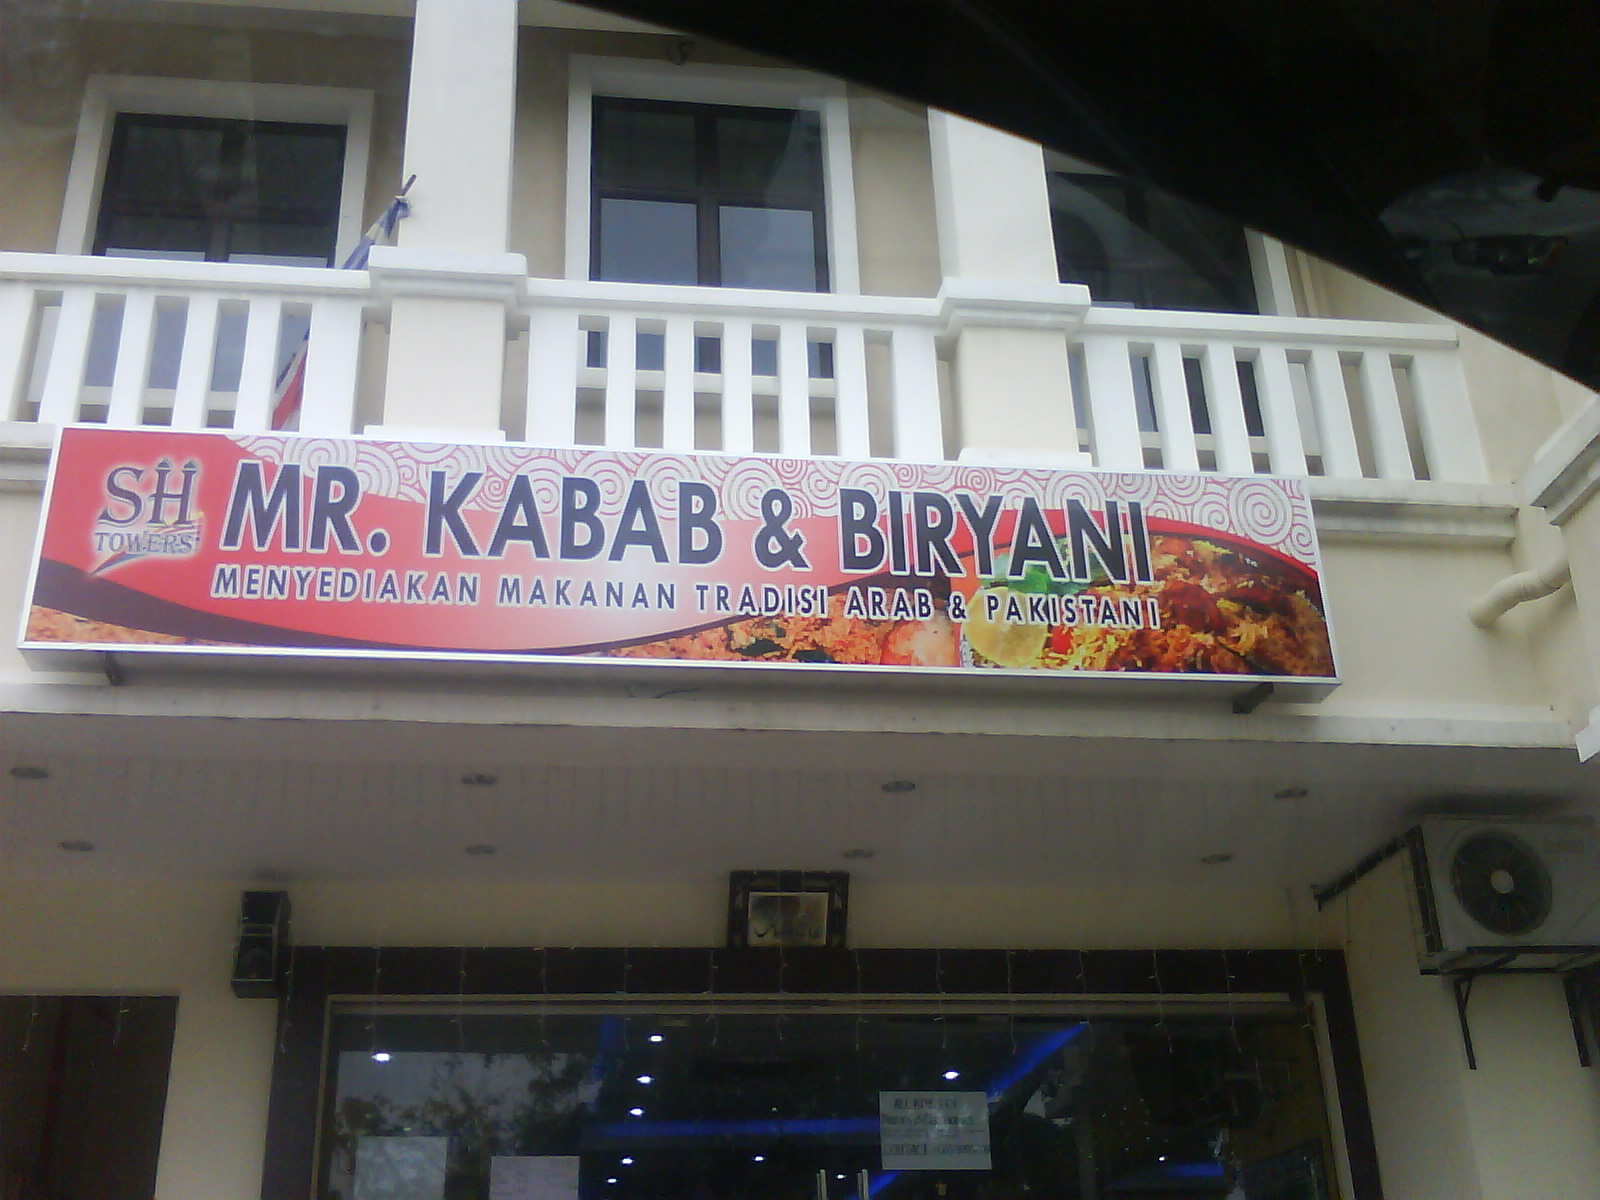 SH
TOWERS
MR. KABAB & BIRYANI
MENYEDIAKAN MAKANAN TRADISI ARAB & PAKISTANI